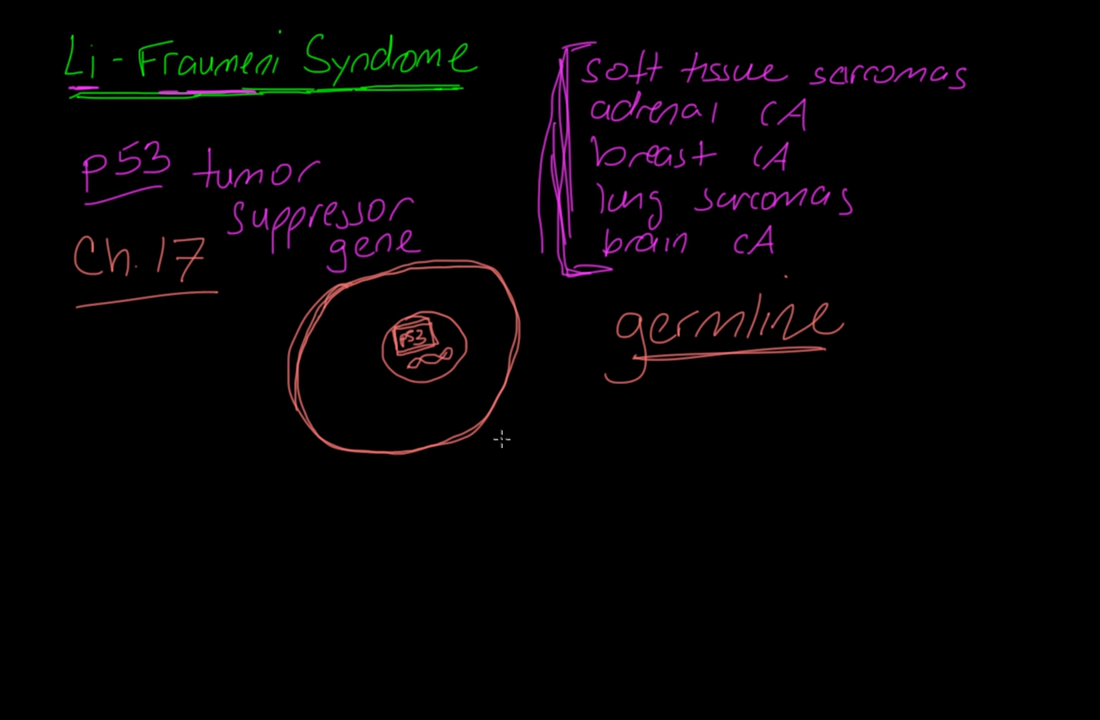 Li-Fraumeni Syndrome
p53 tumor
suppressor
gene
Ch. 17
soft tissue sarcomas
adrenal CA
breast CA
lung sarcomas
brain CA
germline
p53